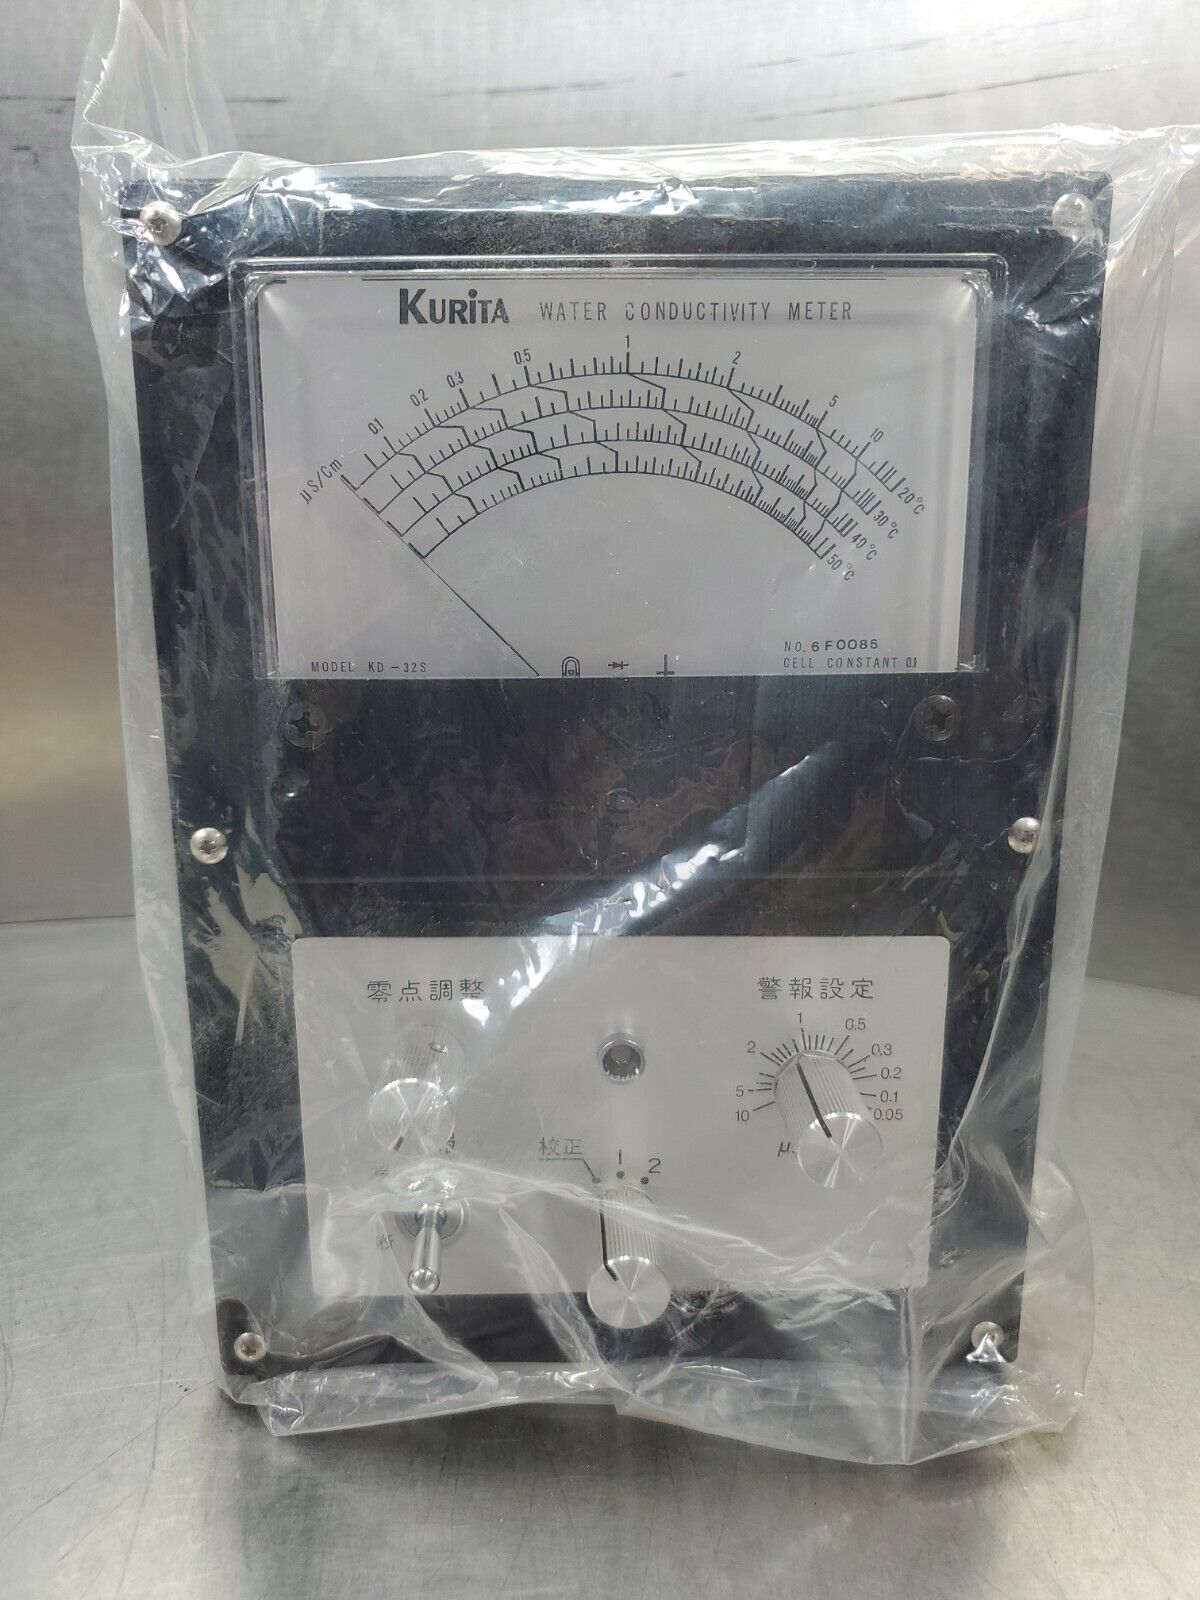 KURITA WATER CONDUCTIVITY METER
0.1 0.2 0.3 0.5 1 2 5 10
µS/Cm
20°C
30°C
40°C
50°C
MODEL KD-32S
NO. 6F0086
CELL CONSTANT 0.1
零点調整
警報設定
10 5 2 1 0.5 0.3 0.2 0.1 0.05
校正 1 2
断